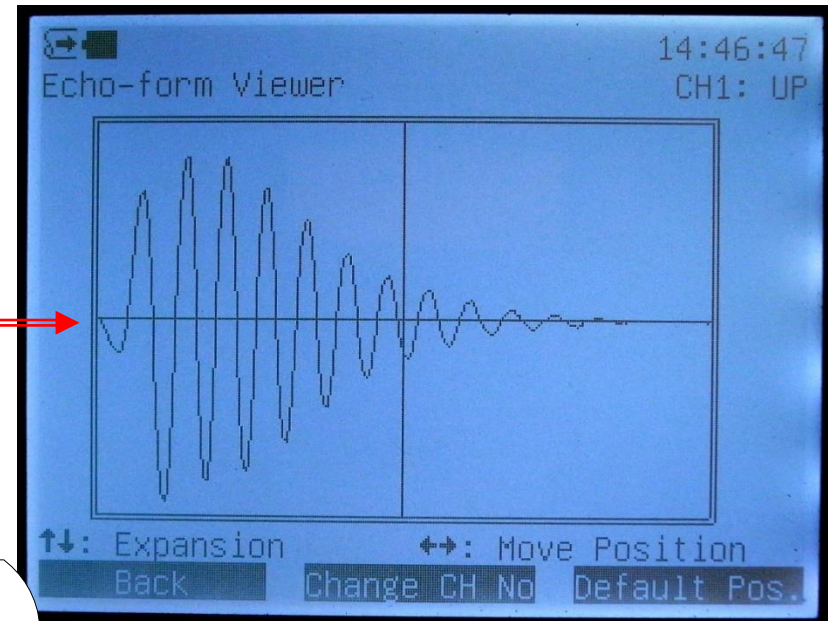 14:46:47
Echo-form Viewer CH1: UP
↑↓: Expansion ←→: Move Position
Back Change CH No Default Pos.